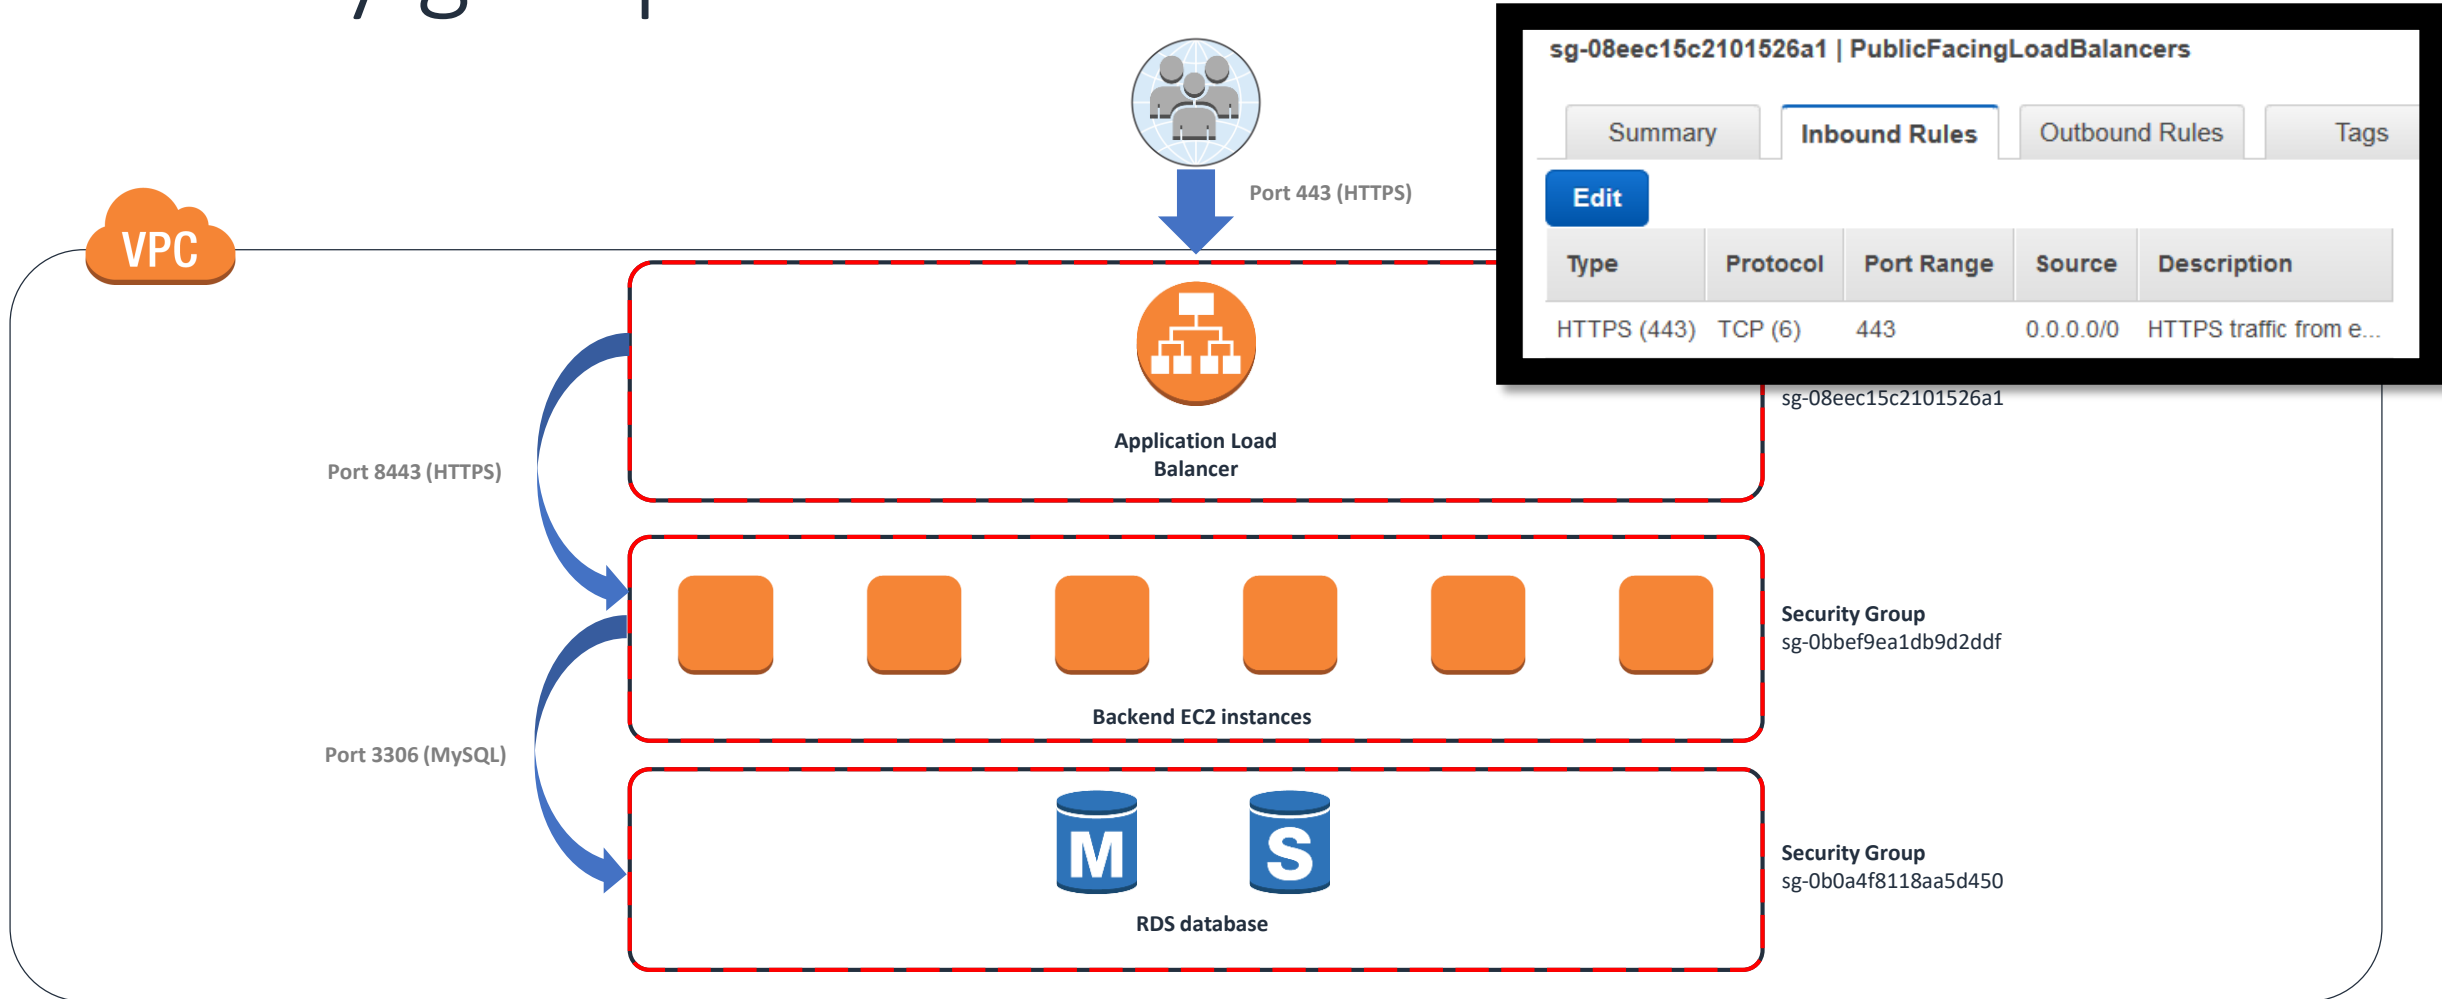 sg-08eec15c2101526a1 | PublicFacingLoadBalancers
Summary
Inbound Rules
Outbound Rules
Tags
Edit
Type Protocol Port Range Source Description
HTTPS (443) TCP (6) 443 0.0.0.0/0 HTTPS traffic from e...
Port 443 (HTTPS)
VPC
sg-08eec15c2101526a1
Application Load
Balancer
Port 8443 (HTTPS)
Security Group
sg-0bbef9ea1db9d2ddf
Backend EC2 instances
Port 3306 (MySQL)
M
S
Security Group
sg-0b0a4f8118aa5d450
RDS database